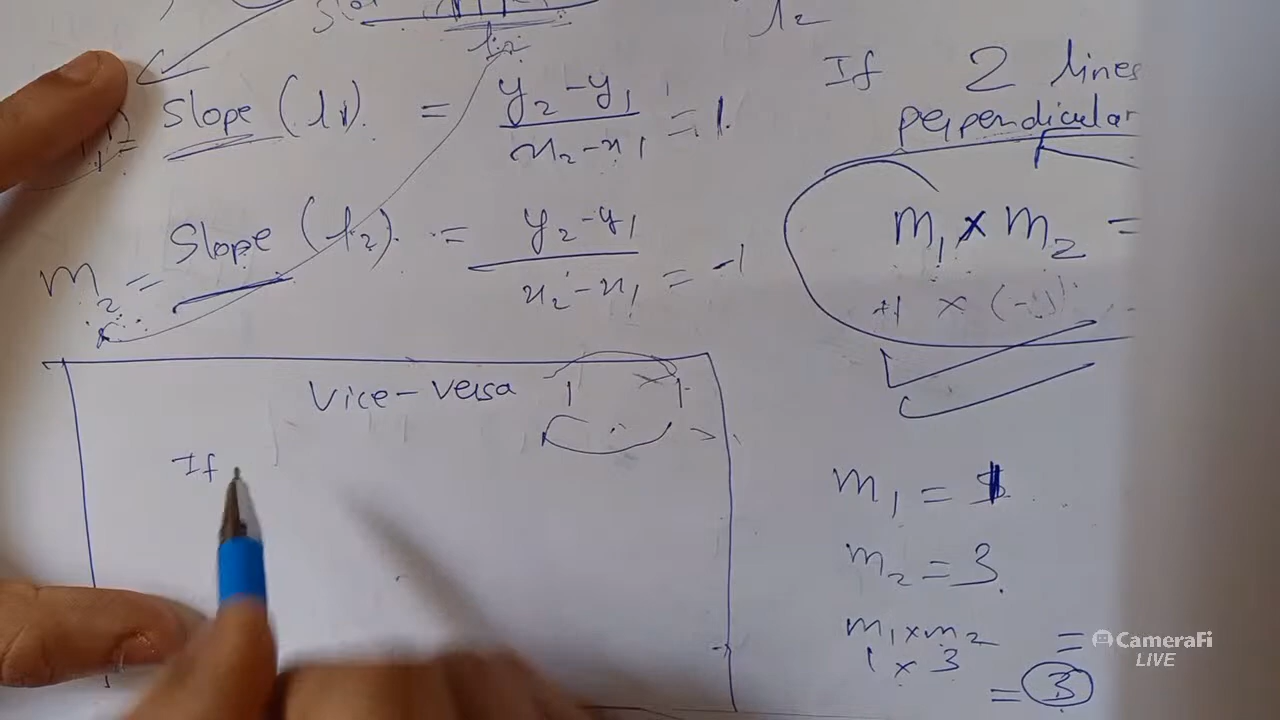 l2
Slope (l1) = y2-y1 / x2-x1 = 1
m2 = Slope (l2) = y2-y1 / x2-x1 = -1
If 2 lines
perpendicular
m1 x m2 =
+1 x (-1)
Vice-Versa
If
m1 = 1
m2 = 3
m1 x m2 =
1 x 3
= 3
CameraFi
LIVE